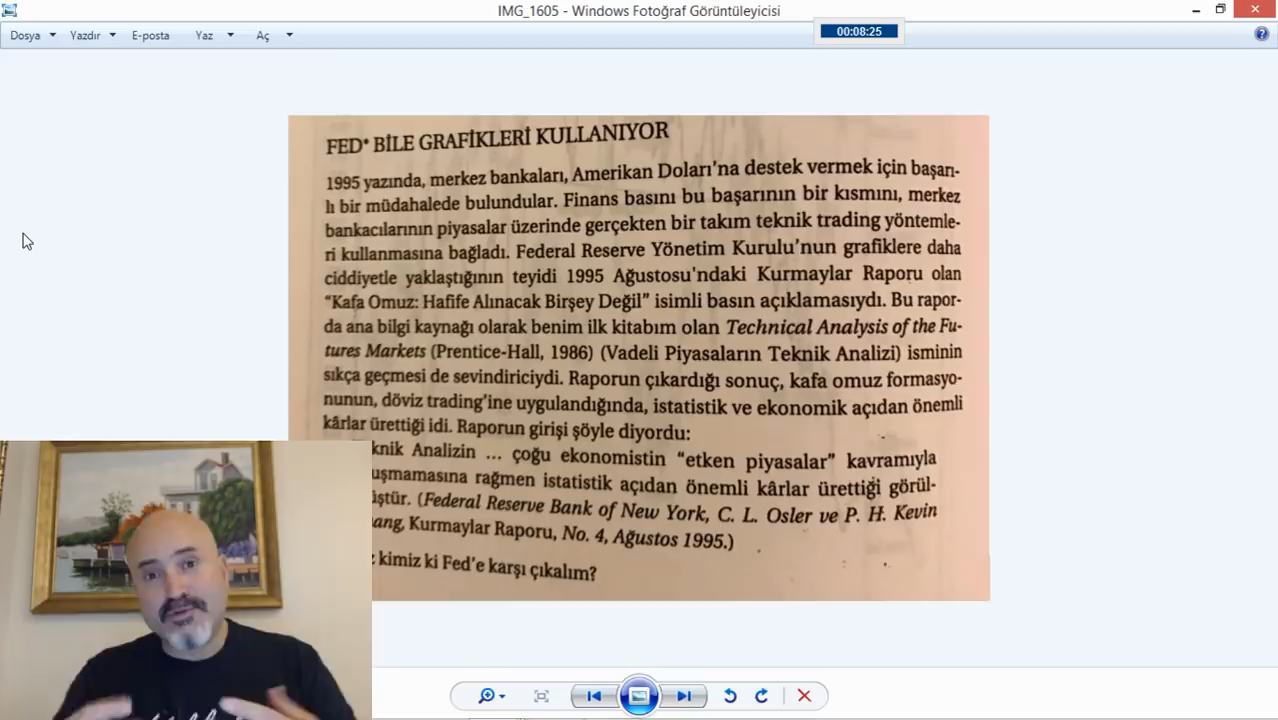 IMG_1605 - Windows Fotoğraf Görüntüleyicisi
00:08:25
Dosya Yazdır E-posta Yaz Aç
FED* BİLE GRAFİKLERİ KULLANIYOR
1995 yazında, merkez bankaları, Amerikan Doları'na destek vermek için başarı-
lı bir müdahalede bulundular. Finans basını bu başarının bir kısmını, merkez
bankacılarının piyasalar üzerinde gerçekten bir takım teknik trading yöntemle-
ri kullanmasına bağladı. Federal Reserve Yönetim Kurulu'nun grafiklere daha
ciddiyetle yaklaştığının teyidi 1995 Ağustosu'ndaki Kurmaylar Raporu olan
"Kafa Omuz: Hafife Alınacak Birşey Değil" isimli basın açıklamasıydı. Bu rapor-
da ana bilgi kaynağı olarak benim ilk kitabım olan Technical Analysis of the Fu-
tures Markets (Prentice-Hall, 1986) (Vadeli Piyasaların Teknik Analizi) isminin
sıkça geçmesi de sevindiriciydi. Raporun çıkardığı sonuç, kafa omuz formasyo-
nunun, döviz trading'ine uygulandığında, istatistik ve ekonomik açıdan önemli
kârlar ürettiği idi. Raporun girişi şöyle diyordu:
knik Analizin ... çoğu ekonomistin "etken piyasalar" kavramıyla
uşmamasına rağmen istatistik açıdan önemli kârlar ürettiği görül-
üştür. (Federal Reserve Bank of New York, C. L. Osler ve P. H. Kevin
ang, Kurmaylar Raporu, No. 4, Ağustos 1995.)
z kimiz ki Fed'e karşı çıkalım?